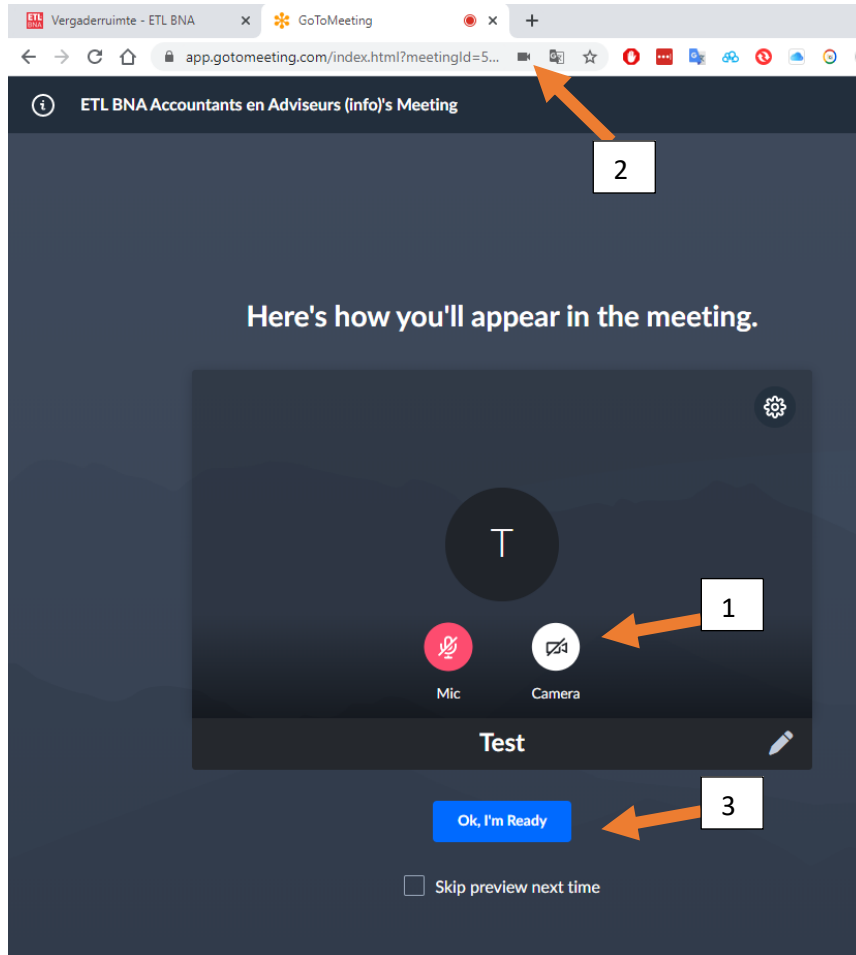 ETL BNA Vergaderruimte - ETL BNA GoToMeeting
app.gotomeeting.com/index.html?meetingId=5...
ETL BNA Accountants en Adviseurs (info)'s Meeting
2
Here's how you'll appear in the meeting.
T
1
Mic Camera
Test
3
Ok, I'm Ready
Skip preview next time